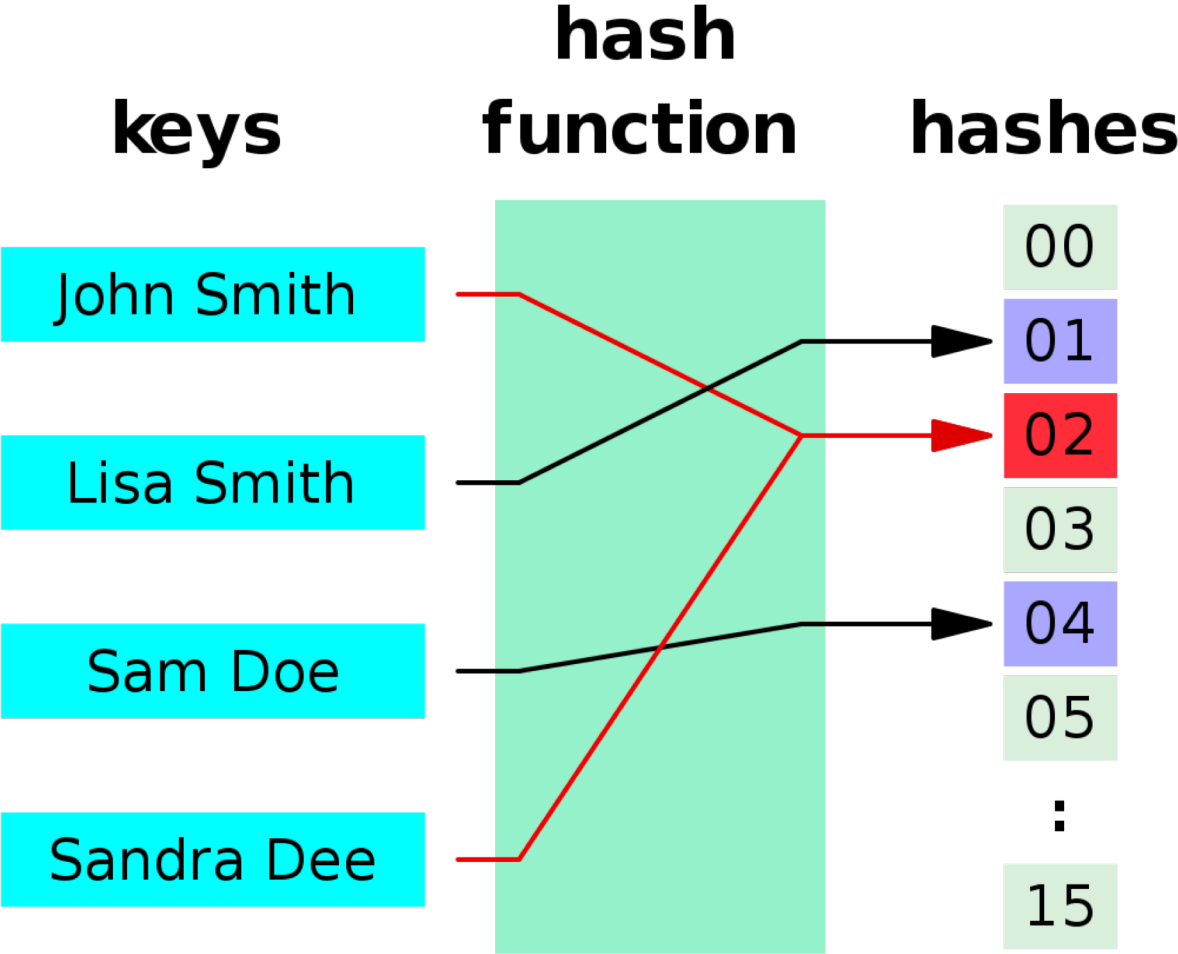 hash
keys function hashes
John Smith
Lisa Smith
Sam Doe
Sandra Dee
00
01
02
03
04
05
:
15